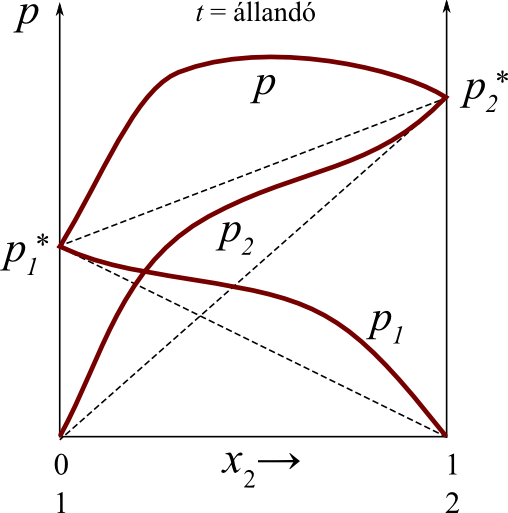 p
t = állandó
p
p₂*
p₁*
p₂
p₁
0
x₂→
1
1
2